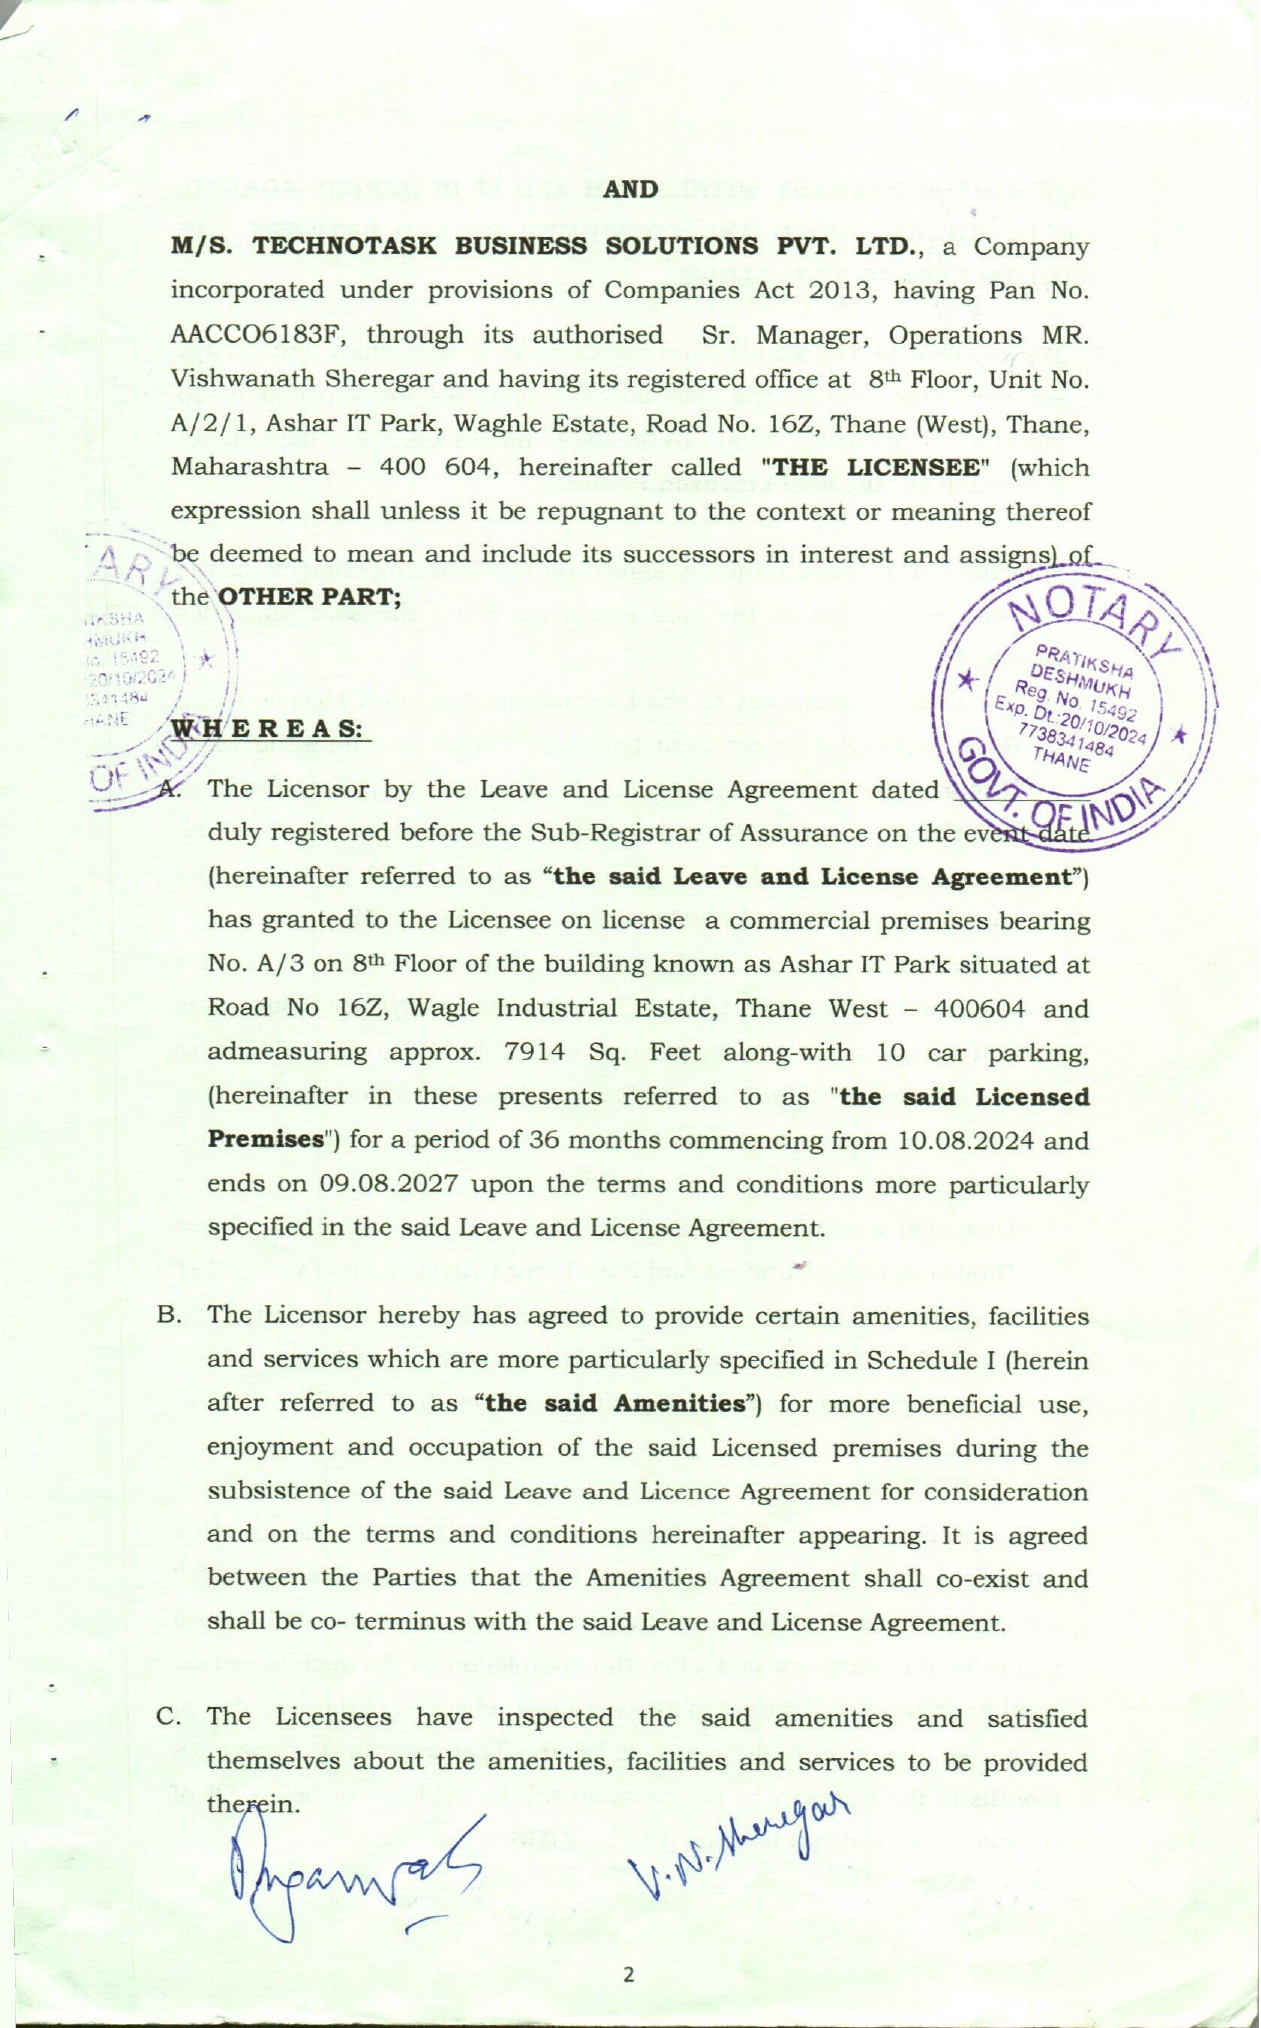 AND
M/S. TECHNOTASK BUSINESS SOLUTIONS PVT. LTD., a Company
incorporated under provisions of Companies Act 2013, having Pan No.
AACCO6183F, through its authorised Sr. Manager, Operations MR.
Vishwanath Sheregar and having its registered office at 8th Floor, Unit No.
A/2/1, Ashar IT Park, Waghle Estate, Road No. 16Z, Thane (West), Thane,
Maharashtra – 400 604, hereinafter called "THE LICENSEE" (which
expression shall unless it be repugnant to the context or meaning thereof
be deemed to mean and include its successors in interest and assigns) of
the OTHER PART;
ARY
HMUKH
No. 15492
20/10/2024
341484
HANE
OF INDIA
NOTARY
PRATIKSHA
DESHMUKH
Reg. No. 15492
Exp. Dt.:20/10/2024
7738341484
THANE
GOVT. OF INDIA
WHEREAS:
A. The Licensor by the Leave and License Agreement dated __________
duly registered before the Sub-Registrar of Assurance on the event date
(hereinafter referred to as “the said Leave and License Agreement”)
has granted to the Licensee on license a commercial premises bearing
No. A/3 on 8th Floor of the building known as Ashar IT Park situated at
Road No 16Z, Wagle Industrial Estate, Thane West – 400604 and
admeasuring approx. 7914 Sq. Feet along-with 10 car parking,
(hereinafter in these presents referred to as "the said Licensed
Premises") for a period of 36 months commencing from 10.08.2024 and
ends on 09.08.2027 upon the terms and conditions more particularly
specified in the said Leave and License Agreement.
B. The Licensor hereby has agreed to provide certain amenities, facilities
and services which are more particularly specified in Schedule I (herein
after referred to as “the said Amenities”) for more beneficial use,
enjoyment and occupation of the said Licensed premises during the
subsistence of the said Leave and Licence Agreement for consideration
and on the terms and conditions hereinafter appearing. It is agreed
between the Parties that the Amenities Agreement shall co-exist and
shall be co- terminus with the said Leave and License Agreement.
C. The Licensees have inspected the said amenities and satisfied
themselves about the amenities, facilities and services to be provided
therein.
V.N.Sheregar
2